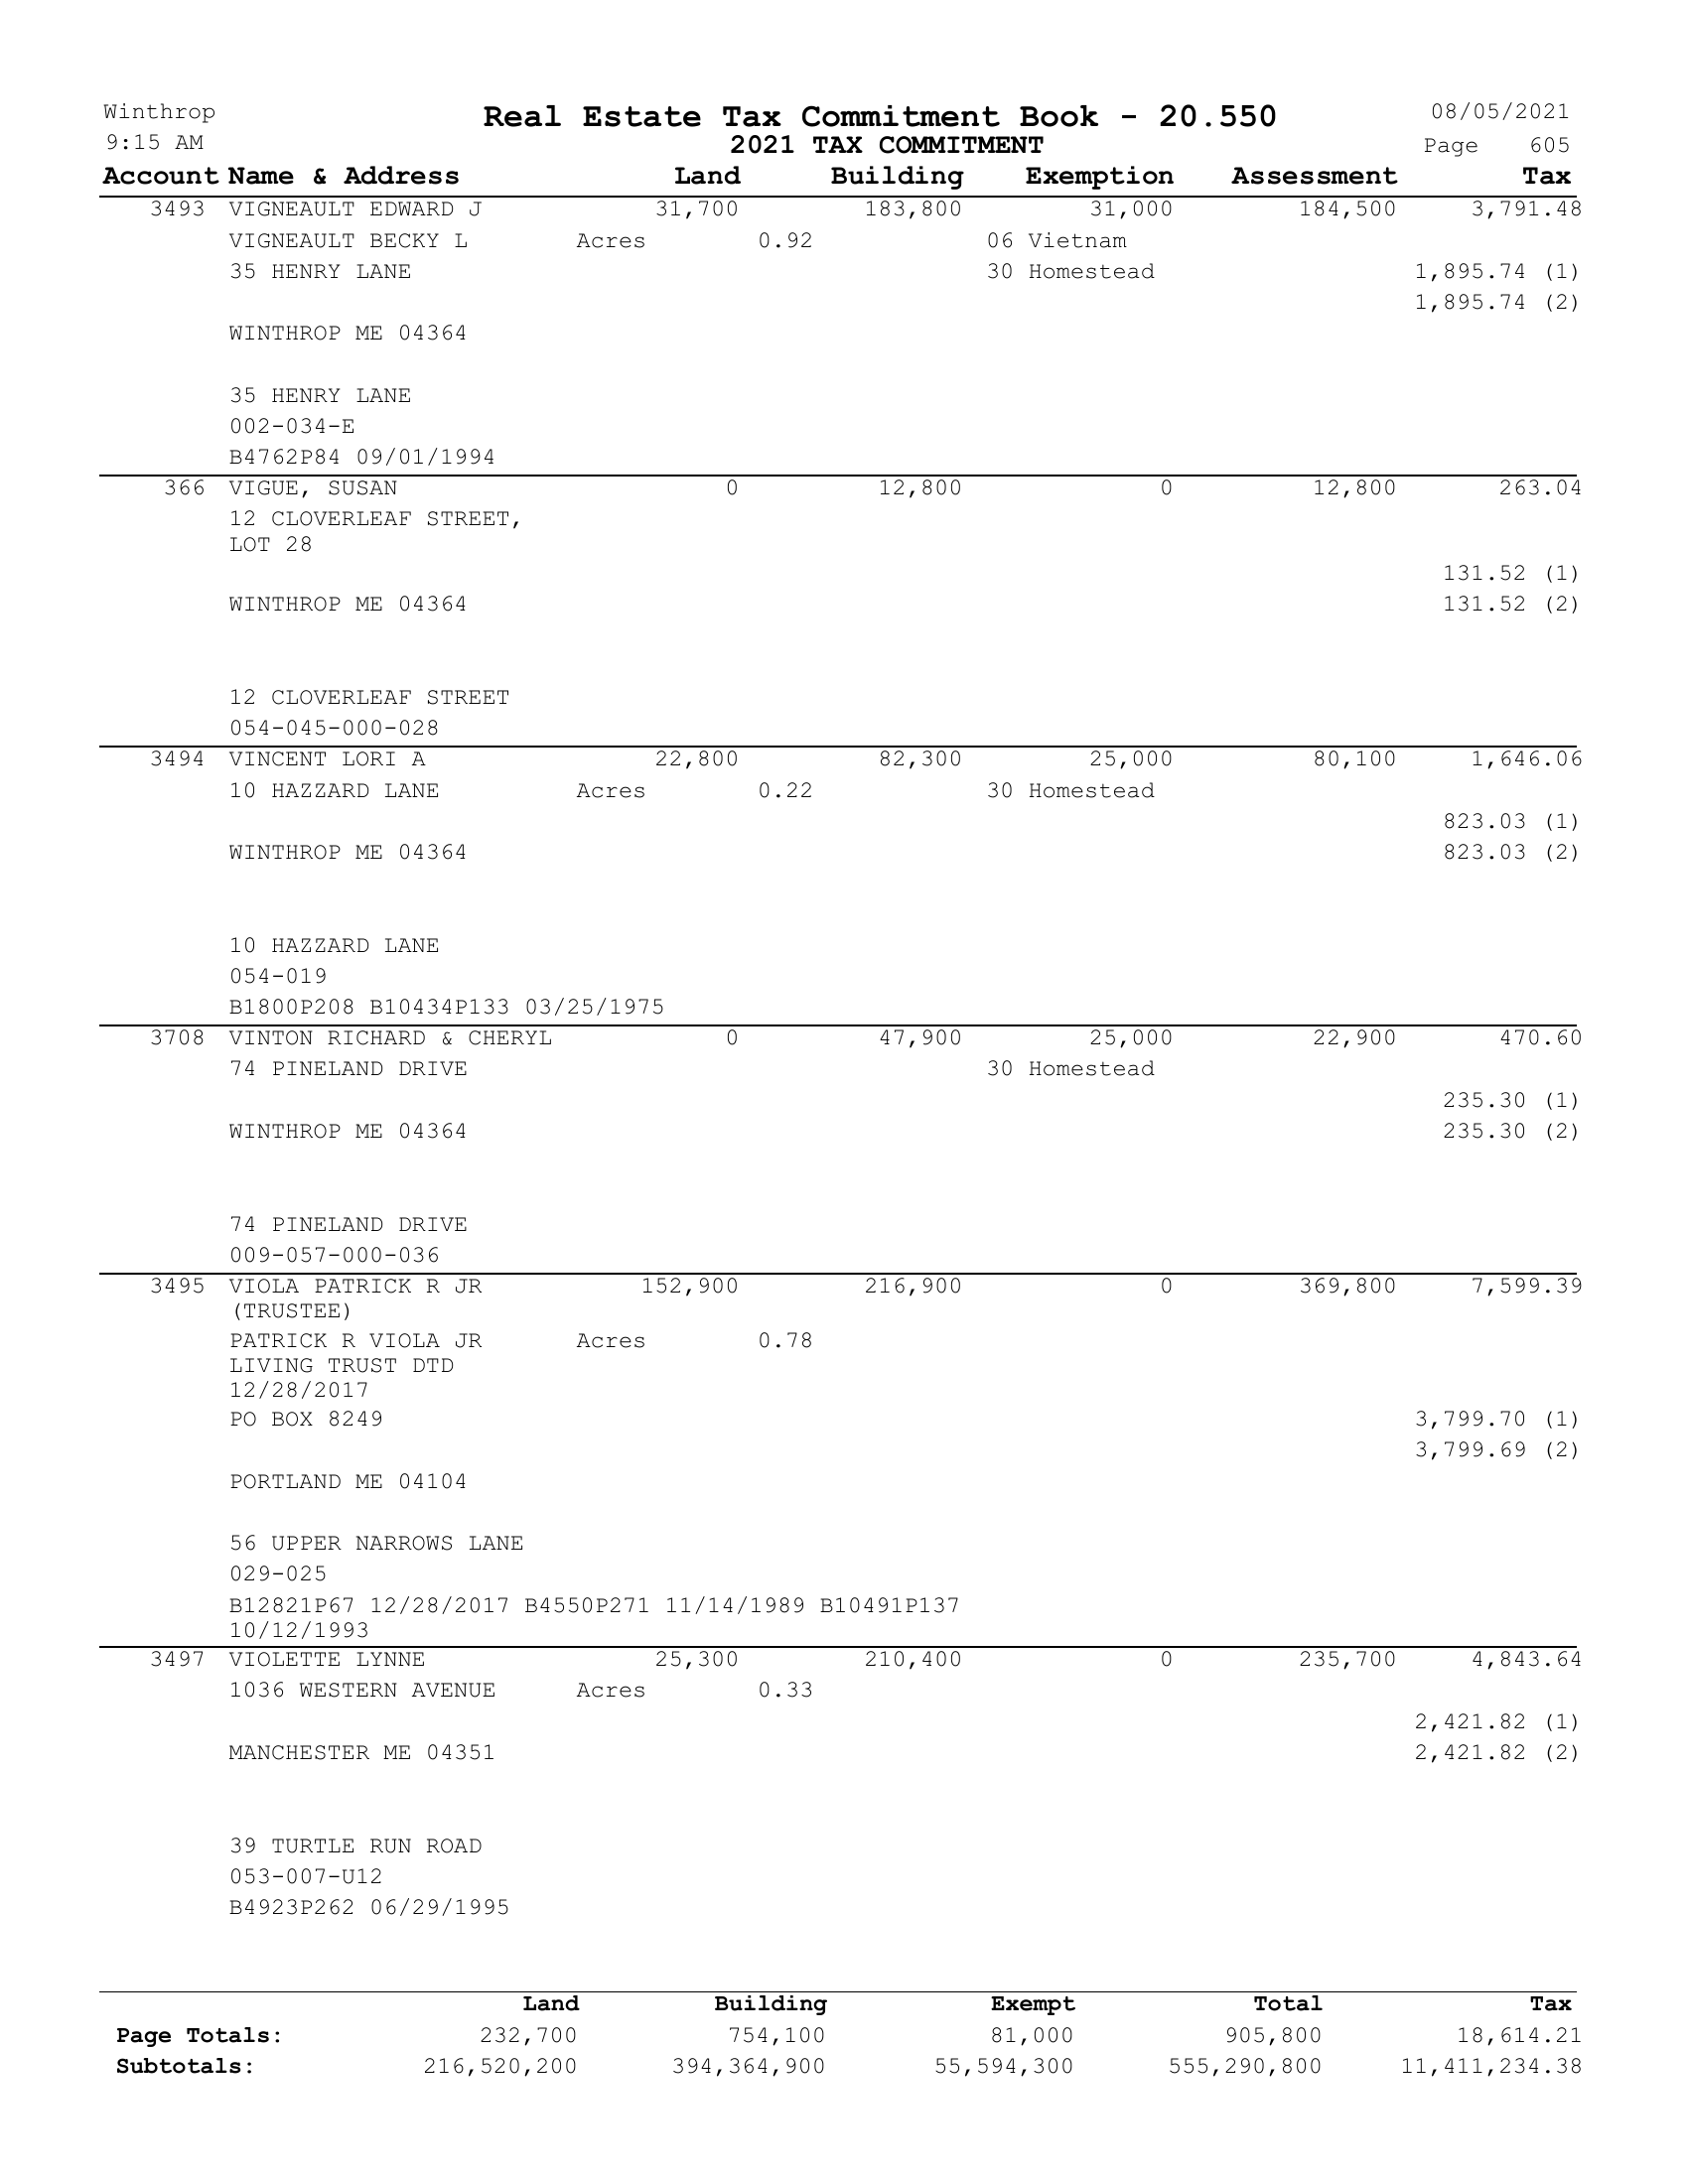 Winthrop Real Estate Tax Commitment Book - 20.550 08/05/2021
9:15 AM 2021 TAX COMMITMENT Page 605
Account Name & Address Land Building Exemption Assessment Tax
3493 VIGNEAULT EDWARD J 31,700 183,800 31,000 184,500 3,791.48
VIGNEAULT BECKY L Acres 0.92 06 Vietnam
35 HENRY LANE 30 Homestead 1,895.74 (1)
1,895.74 (2)
WINTHROP ME 04364
35 HENRY LANE
002-034-E
B4762P84 09/01/1994
366 VIGUE, SUSAN 0 12,800 0 12,800 263.04
12 CLOVERLEAF STREET,
LOT 28
131.52 (1)
WINTHROP ME 04364 131.52 (2)
12 CLOVERLEAF STREET
054-045-000-028
3494 VINCENT LORI A 22,800 82,300 25,000 80,100 1,646.06
10 HAZZARD LANE Acres 0.22 30 Homestead
823.03 (1)
WINTHROP ME 04364 823.03 (2)
10 HAZZARD LANE
054-019
B1800P208 B10434P133 03/25/1975
3708 VINTON RICHARD & CHERYL 0 47,900 25,000 22,900 470.60
74 PINELAND DRIVE 30 Homestead
235.30 (1)
WINTHROP ME 04364 235.30 (2)
74 PINELAND DRIVE
009-057-000-036
3495 VIOLA PATRICK R JR 152,900 216,900 0 369,800 7,599.39
(TRUSTEE)
PATRICK R VIOLA JR Acres 0.78
LIVING TRUST DTD
12/28/2017
PO BOX 8249 3,799.70 (1)
3,799.69 (2)
PORTLAND ME 04104
56 UPPER NARROWS LANE
029-025
B12821P67 12/28/2017 B4550P271 11/14/1989 B10491P137
10/12/1993
3497 VIOLETTE LYNNE 25,300 210,400 0 235,700 4,843.64
1036 WESTERN AVENUE Acres 0.33
2,421.82 (1)
MANCHESTER ME 04351 2,421.82 (2)
39 TURTLE RUN ROAD
053-007-U12
B4923P262 06/29/1995
Land Building Exempt Total Tax
Page Totals: 232,700 754,100 81,000 905,800 18,614.21
Subtotals: 216,520,200 394,364,900 55,594,300 555,290,800 11,411,234.38